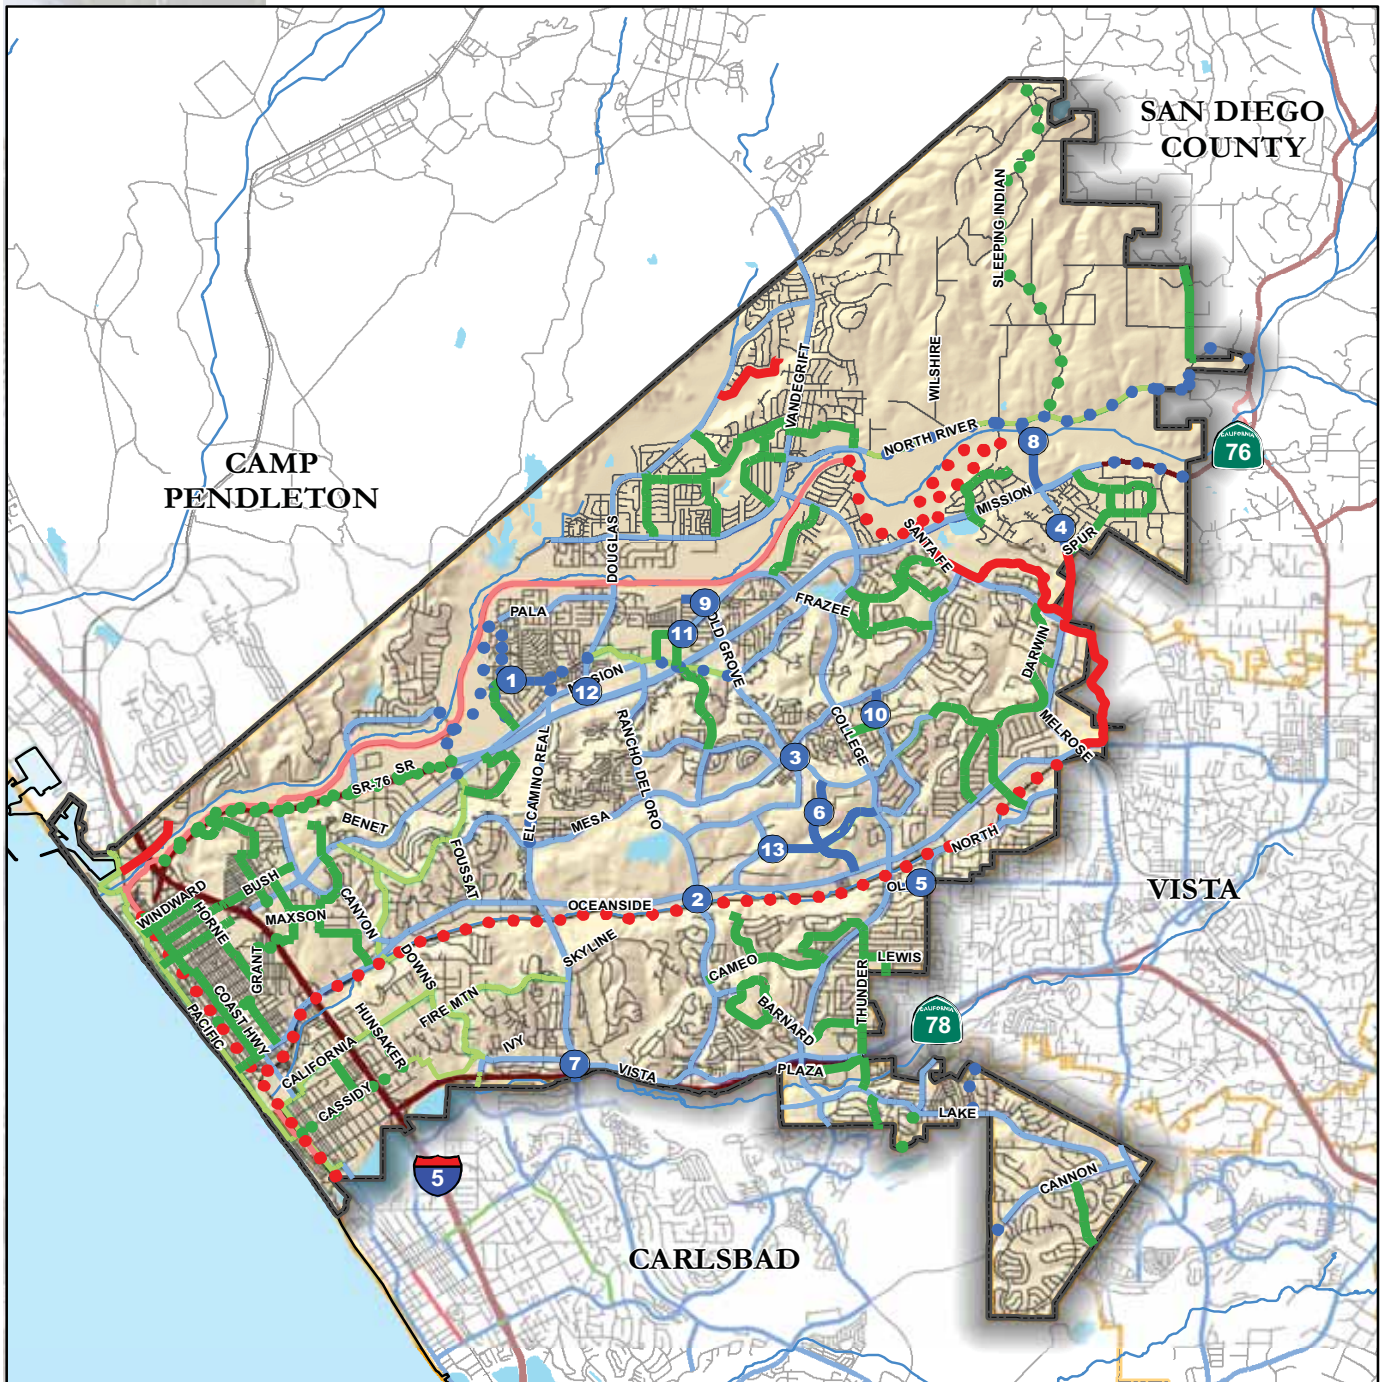 SAN DIEGO
COUNTY
SLEEPING INDIAN
WILSHIRE
VANDEGRIFT
CALIFORNIA
76
NORTH RIVER
8
CAMP
PENDLETON
MISSION
4
SPUR
SANTA FE
DOUGLAS
PALA
9
FRAZEE
11
OLD GROVE
DARWIN
1
MISSION
12
10
COLLEGE
MELROSE
RANCHO DEL ORO
EL CAMINO REAL
3
SR-76
SR
6
BENET
MESA
13
NORTH
FOUSSAT
BUSH
5
OL
VISTA
WINDWARD
CANYON
2
OCEANSIDE
HORNE
MAXSON
SKYLINE
DOWNS
GRANT
LEWIS
CAMEO
THUNDER
COAST HWY
PACIFIC
FIRE MTN
BARNARD
HUNSAKER
CALIFORNIA
78
IVY
CALIFORNIA
7
VISTA
PLAZA
CASSIDY
LAKE
5
CANNON
CARLSBAD